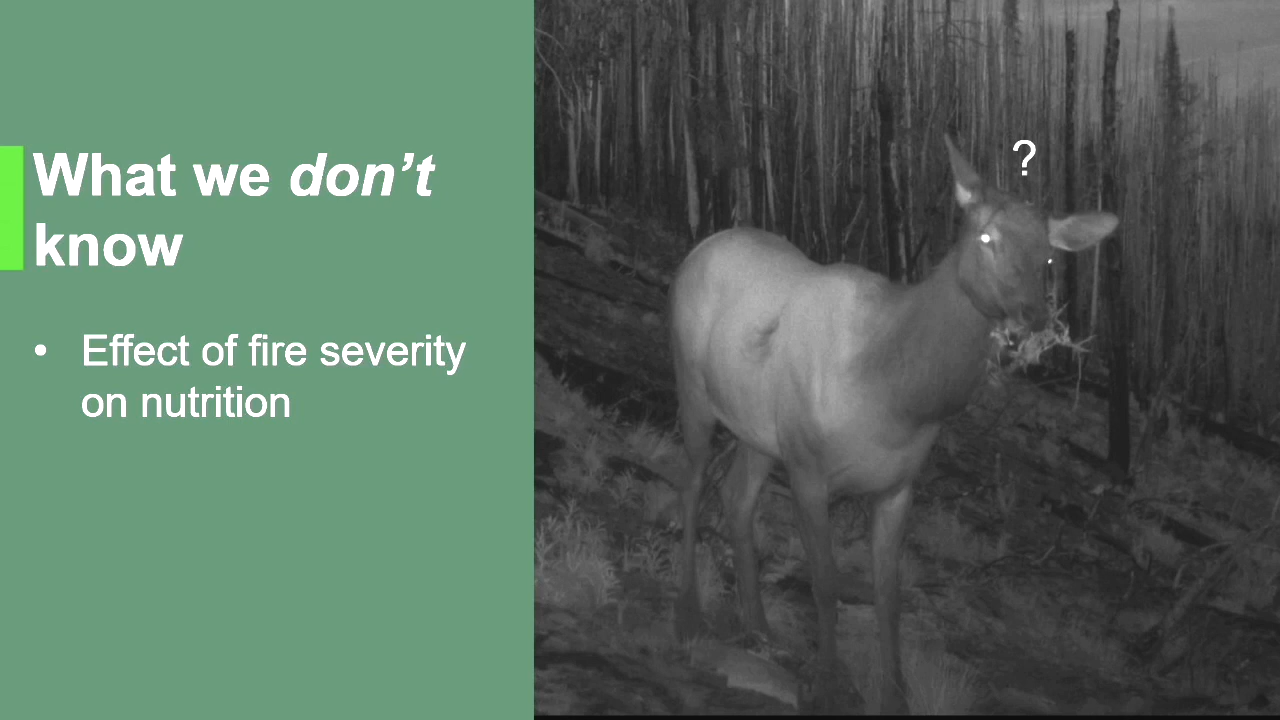 What we don’t
know
• Effect of fire severity
on nutrition
?